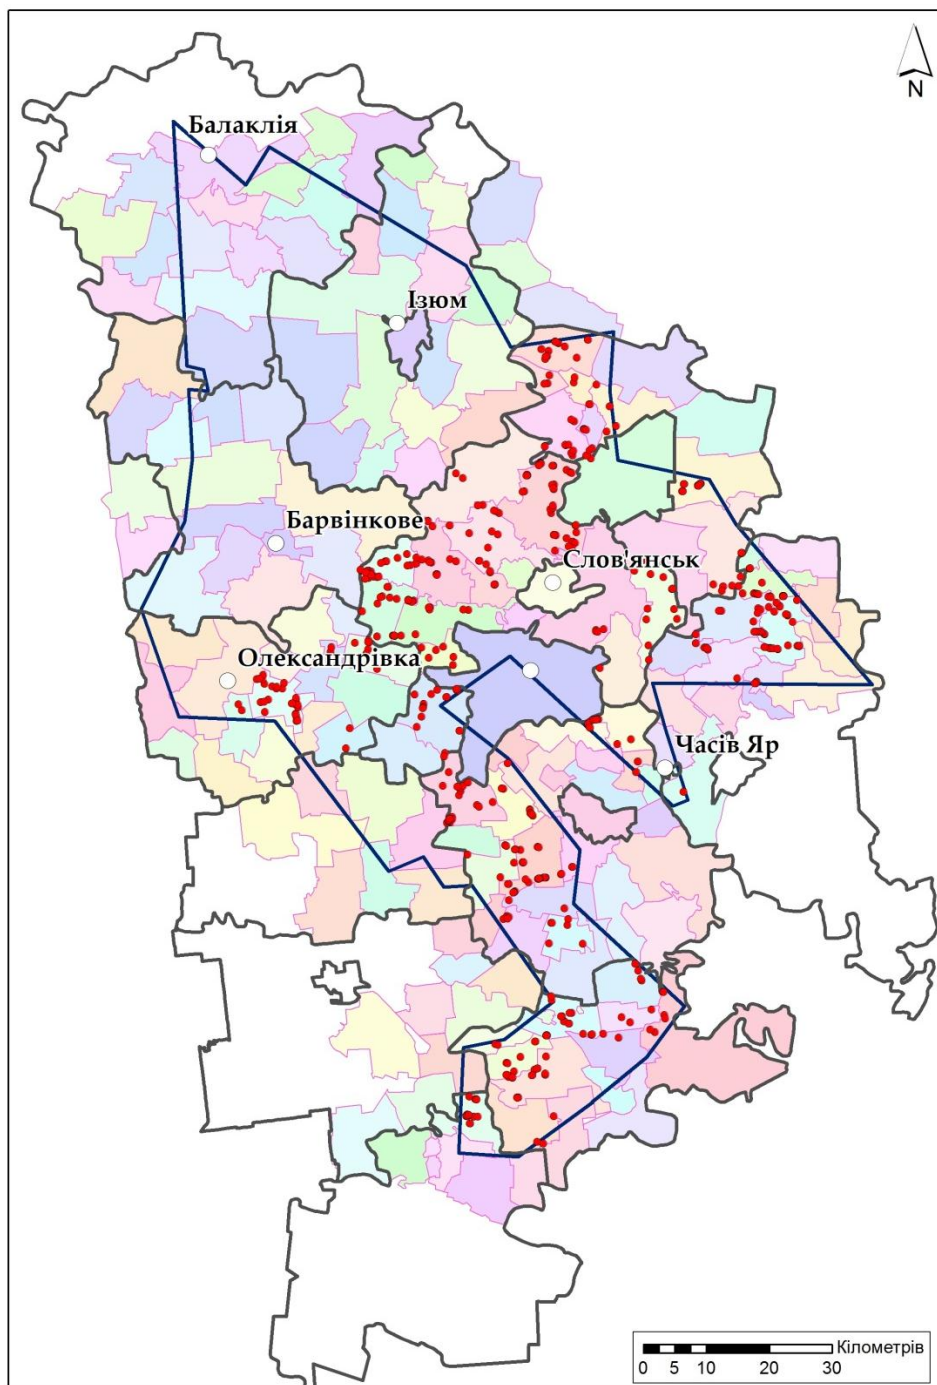 N
Балаклія
Ізюм
Барвінкове
Слов'янськ
Олександрівка
Часів Яр
Кілометрів
0 5 10 20 30